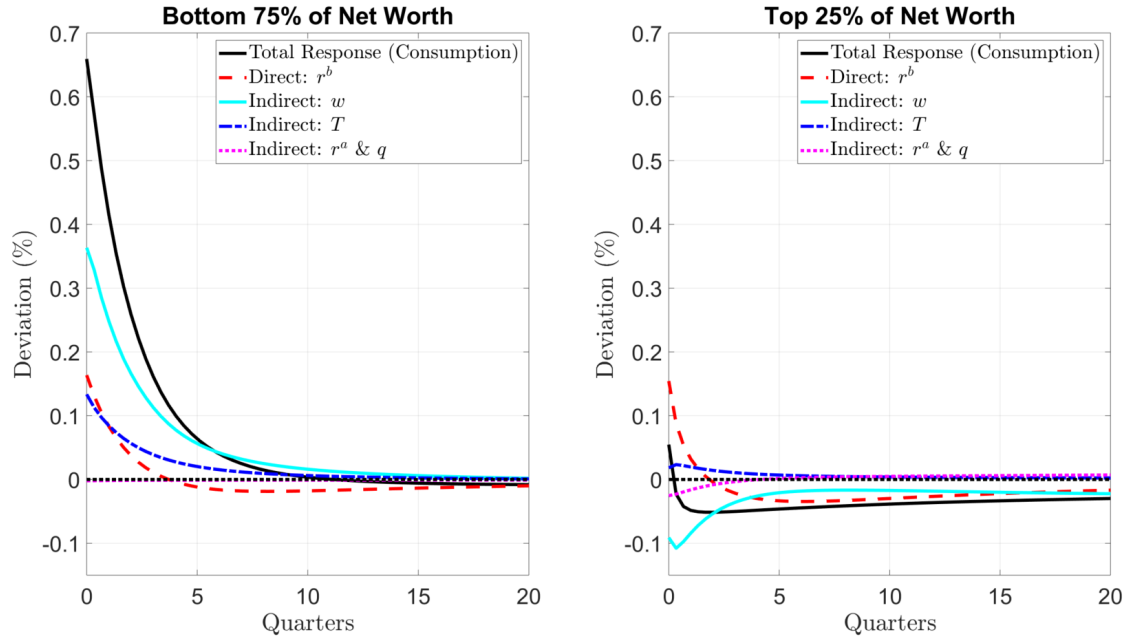 Bottom 75% of Net Worth
0.7
0.6
0.5
0.4
0.3
0.2
0.1
0
-0.1
Deviation (%)
Total Response (Consumption)
Direct: r^b
Indirect: w
Indirect: T
Indirect: r^a & q
0 5 10 15 20
Quarters
Top 25% of Net Worth
0.7
0.6
0.5
0.4
0.3
0.2
0.1
0
-0.1
Deviation (%)
Total Response (Consumption)
Direct: r^b
Indirect: w
Indirect: T
Indirect: r^a & q
0 5 10 15 20
Quarters